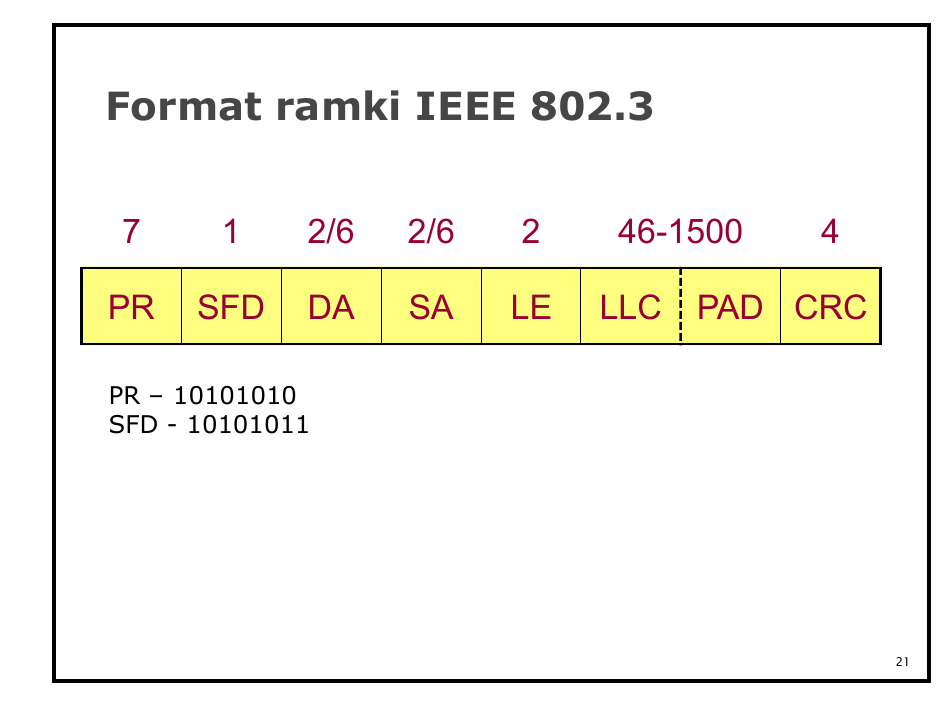 Format ramki IEEE 802.3
7 1 2/6 2/6 2 46-1500 4
PR SFD DA SA LE LLC PAD CRC
PR – 10101010
SFD - 10101011
21